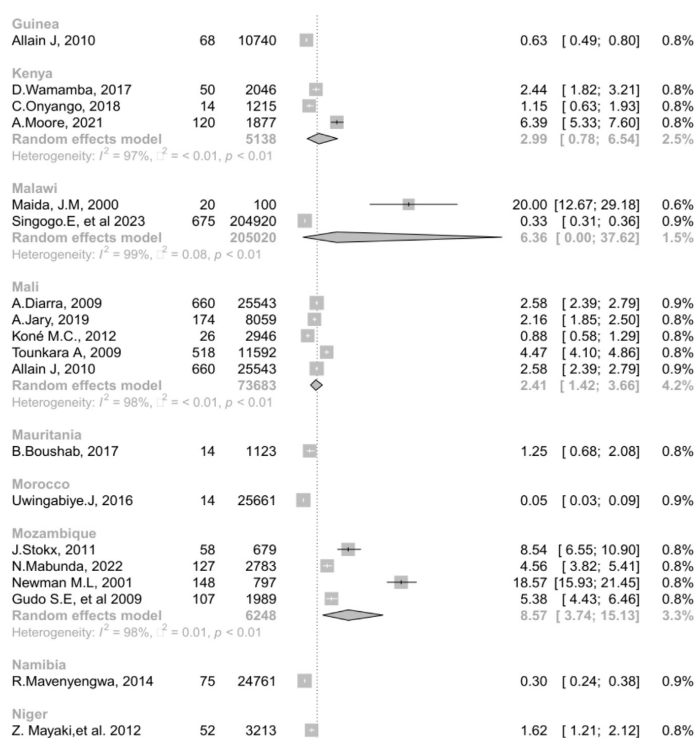 Guinea
Allain J, 2010 68 10740 0.63 [ 0.49; 0.80] 0.8%
Kenya
D.Wamamba, 2017 50 2046 2.44 [ 1.82; 3.21] 0.8%
C.Onyango, 2018 14 1215 1.15 [ 0.63; 1.93] 0.8%
A.Moore, 2021 120 1877 6.39 [ 5.33; 7.60] 0.8%
Random effects model 5138 2.99 [ 0.78; 6.54] 2.5%
Heterogeneity: I² = 97%, □² = < 0.01, p < 0.01
Malawi
Maida, J.M, 2000 20 100 20.00 [12.67; 29.18] 0.6%
Singogo.E, et al 2023 675 204920 0.33 [ 0.31; 0.36] 0.9%
Random effects model 205020 6.36 [ 0.00; 37.62] 1.5%
Heterogeneity: I² = 99%, □² = 0.08, p < 0.01
Mali
A.Diarra, 2009 660 25543 2.58 [ 2.39; 2.79] 0.9%
A.Jary, 2019 174 8059 2.16 [ 1.85; 2.50] 0.8%
Koné M.C., 2012 26 2946 0.88 [ 0.58; 1.29] 0.8%
Tounkara A, 2009 518 11592 4.47 [ 4.10; 4.86] 0.8%
Allain J, 2010 660 25543 2.58 [ 2.39; 2.79] 0.9%
Random effects model 73683 2.41 [ 1.42; 3.66] 4.2%
Heterogeneity: I² = 98%, □² = < 0.01, p < 0.01
Mauritania
B.Boushab, 2017 14 1123 1.25 [ 0.68; 2.08] 0.8%
Morocco
Uwingabiye.J, 2016 14 25661 0.05 [ 0.03; 0.09] 0.9%
Mozambique
J.Stokx, 2011 58 679 8.54 [ 6.55; 10.90] 0.8%
N.Mabunda, 2022 127 2783 4.56 [ 3.82; 5.41] 0.8%
Newman M.L, 2001 148 797 18.57 [15.93; 21.45] 0.8%
Gudo S.E, et al 2009 107 1989 5.38 [ 4.43; 6.46] 0.8%
Random effects model 6248 8.57 [ 3.74; 15.13] 3.3%
Heterogeneity: I² = 98%, □² = 0.01, p < 0.01
Namibia
R.Mavenyengwa, 2014 75 24761 0.30 [ 0.24; 0.38] 0.9%
Niger
Z. Mayaki,et al. 2012 52 3213 1.62 [ 1.21; 2.12] 0.8%